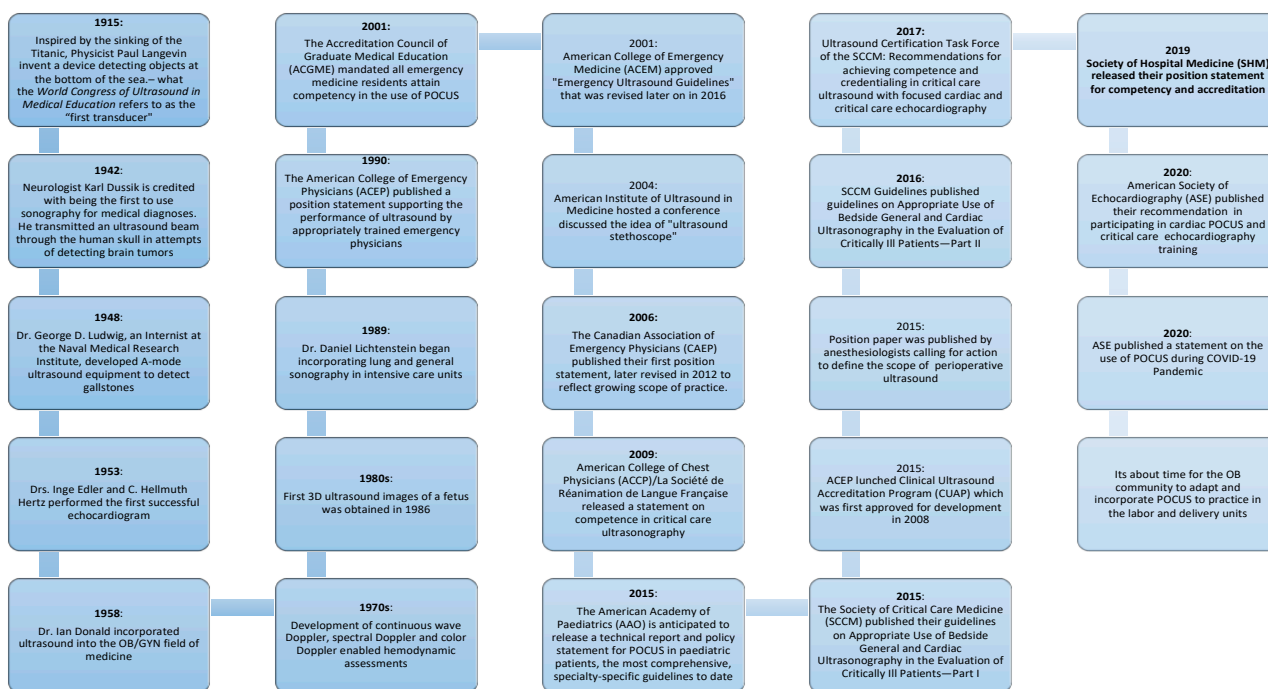 1915:
Inspired by the sinking of the
Titanic, Physicist Paul Langevin
invent a device detecting objects
at the bottom of the sea.– what
the World Congress of Ultrasound in
Medical Education refers to as the
“first transducer"
1942:
Neurologist Karl Dussik is credited
with being the first to use
sonography for medical diagnoses.
He transmitted an ultrasound beam
through the human skull in attempts
of detecting brain tumors
1948:
Dr. George D. Ludwig, an Internist at
the Naval Medical Research
Institute, developed A-mode
ultrasound equipment to detect
gallstones
1953:
Drs. Inge Edler and C. Hellmuth
Hertz performed the first successful
echocardiogram
1958:
Dr. Ian Donald incorporated
ultrasound into the OB/GYN field of
medicine
1970s:
Development of continuous wave
Doppler, spectral Doppler and color
Doppler enabled hemodynamic
assessments
1980s:
First 3D ultrasound images of a fetus
was obtained in 1986
1989:
Dr. Daniel Lichtenstein began
incorporating lung and general
sonography in intensive care units
1990:
The American College of Emergency
Physicians (ACEP) published a
position statement supporting the
performance of ultrasound by
appropriately trained emergency
physicians
2001:
The Accreditation Council of
Graduate Medical Education
(ACGME) mandated all emergency
medicine residents attain
competency in the use of POCUS
2001:
American College of Emergency
Medicine (ACEM) approved
"Emergency Ultrasound Guidelines"
that was revised later on in 2016
2004:
American Institute of Ultrasound in
Medicine hosted a conference
discussed the idea of "ultrasound
stethoscope"
2006:
The Canadian Association of
Emergency Physicians (CAEP)
published their first position
statement, later revised in 2012 to
reflect growing scope of practice.
2009:
American College of Chest
Physicians (ACCP)/La Société de
Réanimation de Langue Française
released a statement on
competence in critical care
ultrasonography
2015:
The American Academy of
Paediatrics (AAO) is anticipated to
release a technical report and policy
statement for POCUS in paediatric
patients, the most comprehensive,
specialty-specific guidelines to date
2015:
The Society of Critical Care Medicine
(SCCM) published their guidelines
on Appropriate Use of Bedside
General and Cardiac
Ultrasonography in the Evaluation of
Critically Ill Patients—Part I
2015:
ACEP lunched Clinical Ultrasound
Accreditation Program (CUAP) which
was first approved for development
in 2008
2015:
Position paper was published by
anesthesiologists calling for action
to define the scope of perioperative
ultrasound
2016:
SCCM Guidelines published
guidelines on Appropriate Use of
Bedside General and Cardiac
Ultrasonography in the Evaluation of
Critically Ill Patients—Part II
2017:
Ultrasound Certification Task Force
of the SCCM: Recommendations for
achieving competence and
credentialing in critical care
ultrasound with focused cardiac and
critical care echocardiography
2019
Society of Hospital Medicine (SHM)
released their position statement
for competency and accreditation
2020:
American Society of
Echocardiography (ASE) published
their recommendation in
participating in cardiac POCUS and
critical care echocardiography
training
2020:
ASE published a statement on the
use of POCUS during COVID-19
Pandemic
Its about time for the OB
community to adapt and
incorporate POCUS to practice in
the labor and delivery units